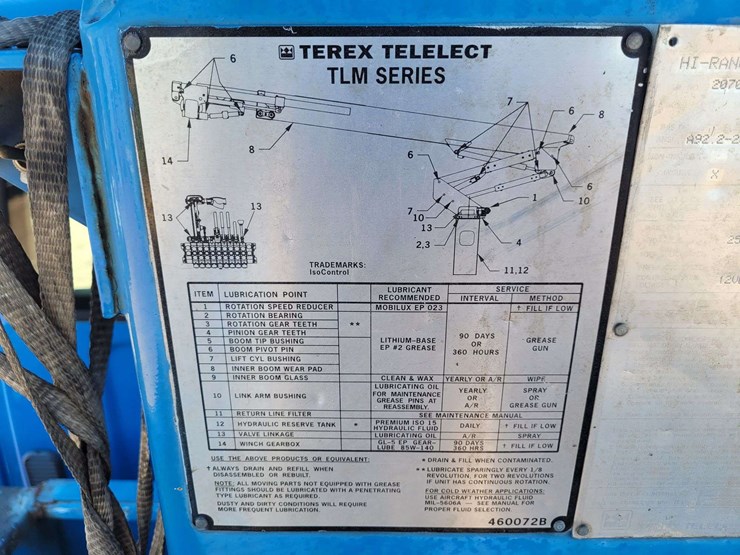 TEREX TELELECT
TLM SERIES
6
7
6
8
14
8
6
6
10
1
7
10
13
2,3
4
11,12
13
13
TRADEMARKS:
IsoControl
ITEM LUBRICATION POINT LUBRICANT RECOMMENDED SERVICE
INTERVAL METHOD
1 ROTATION SPEED REDUCER MOBILUX EP 023 † FILL IF LOW
2 ROTATION BEARING
3 ROTATION GEAR TEETH **
4 PINION GEAR TEETH
5 BOOM TIP BUSHING
6 BOOM PIVOT PIN
7 LIFT CYL BUSHING
8 INNER BOOM WEAR PAD
LITHIUM-BASE
EP #2 GREASE
90 DAYS
OR
360 HOURS
GREASE
GUN
9 INNER BOOM GLASS CLEAN & WAX YEARLY OR A/R WIPE
10 LINK ARM BUSHING
LUBRICATING OIL
FOR MAINTENANCE
GREASE PINS AT
REASSEMBLY.
YEARLY
OR
A/R
SPRAY
OR
GREASE GUN
11 RETURN LINE FILTER SEE MAINTENANCE MANUAL
12 HYDRAULIC RESERVE TANK * PREMIUM ISO 15 HYDRAULIC FLUID DAILY † FILL IF LOW
13 VALVE LINKAGE LUBRICATING OIL A/R SPRAY
14 WINCH GEARBOX GL-5 EP GEAR-LUBE 85W-140 90 DAYS 360 HRS † FILL IF LOW
USE THE ABOVE PRODUCTS OR EQUIVALENT:
† ALWAYS DRAIN AND REFILL WHEN
DISASSEMBLED OR REBUILT.
NOTE: ALL MOVING PARTS NOT EQUIPPED WITH GREASE
FITTINGS SHOULD BE LUBRICATED WITH A PENETRATING
TYPE LUBRICANT AS REQUIRED.
DUSTY AND DIRTY CONDITIONS WILL REQUIRE
MORE FREQUENT LUBRICATION.
* DRAIN & FILL WHEN CONTAMINATED.
** LUBRICATE SPARINGLY EVERY 1/8
REVOLUTION, FOR TWO REVOLUTIONS
IF UNIT HAS CONTINUOUS ROTATION.
FOR COLD WEATHER APPLICATIONS:
USE AIRCRAFT HYDRAULIC FLUID
MIL-5606A — SEE MANUAL FOR
PROPER FLUID SELECTION.
460072B
HI-RAN
2070
A92.2-2
X
25
12V
TELELECT